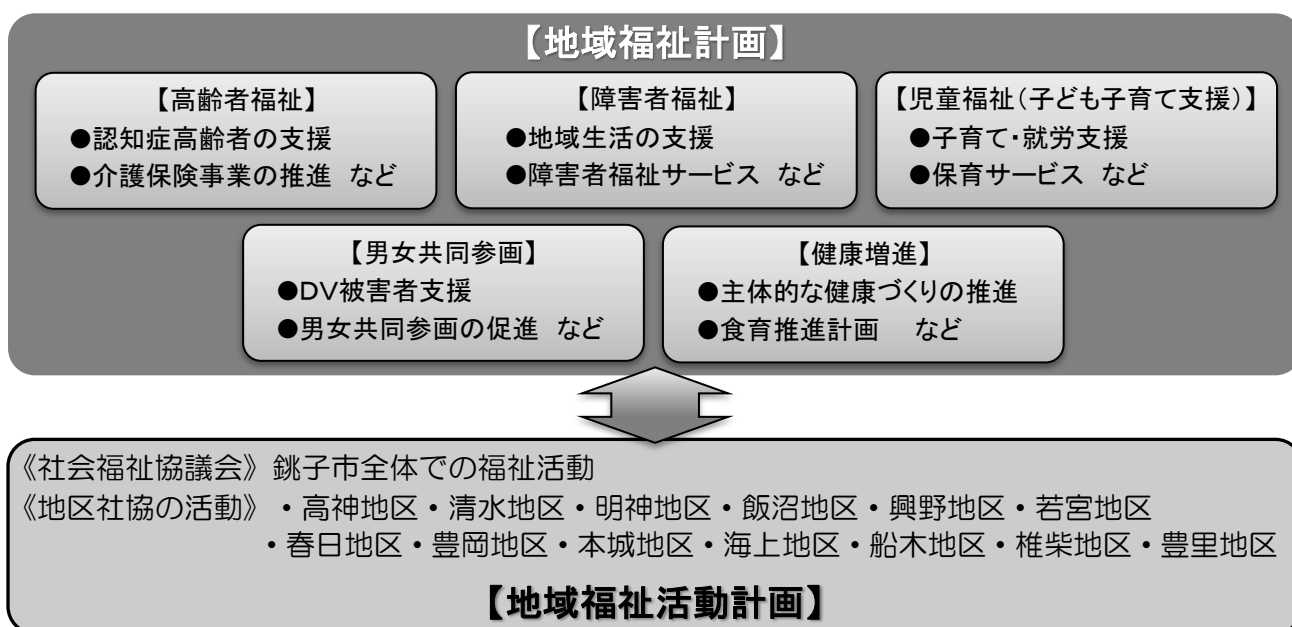 【地域福祉計画】
【高齢者福祉】
●認知症高齢者の支援
●介護保険事業の推進 など
【障害者福祉】
●地域生活の支援
●障害者福祉サービス など
【児童福祉(子ども子育て支援)】
●子育て・就労支援
●保育サービス など
【男女共同参画】
●DV被害者支援
●男女共同参画の促進 など
【健康増進】
●主体的な健康づくりの推進
●食育推進計画 など
《社会福祉協議会》 銚子市全体での福祉活動
《地区社協の活動》 ・高神地区・清水地区・明神地区・飯沼地区・興野地区・若宮地区
・春日地区・豊岡地区・本城地区・海上地区・船木地区・椎柴地区・豊里地区
【地域福祉活動計画】